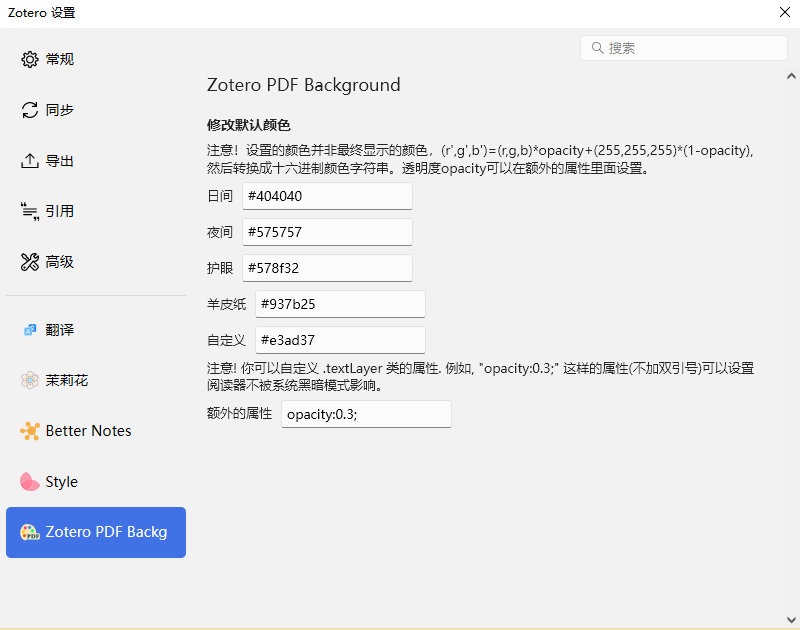 Zotero 设置
搜索
常规
同步
导出
引用
高级
翻译
茉莉花
Better Notes
Style
PDF
Zotero PDF Backg
Zotero PDF Background
修改默认颜色
注意！设置的颜色并非最终显示的颜色，(r',g',b')=(r,g,b)*opacity+(255,255,255)*(1-opacity),
然后转换成十六进制颜色字符串。透明度opacity可以在额外的属性里面设置。
日间 #404040
夜间 #575757
护眼 #578f32
羊皮纸 #937b25
自定义 #e3ad37
注意! 你可以自定义 .textLayer 类的属性. 例如, "opacity:0.3;" 这样的属性(不加双引号)可以设置
阅读器不被系统黑暗模式影响。
额外的属性 opacity:0.3;